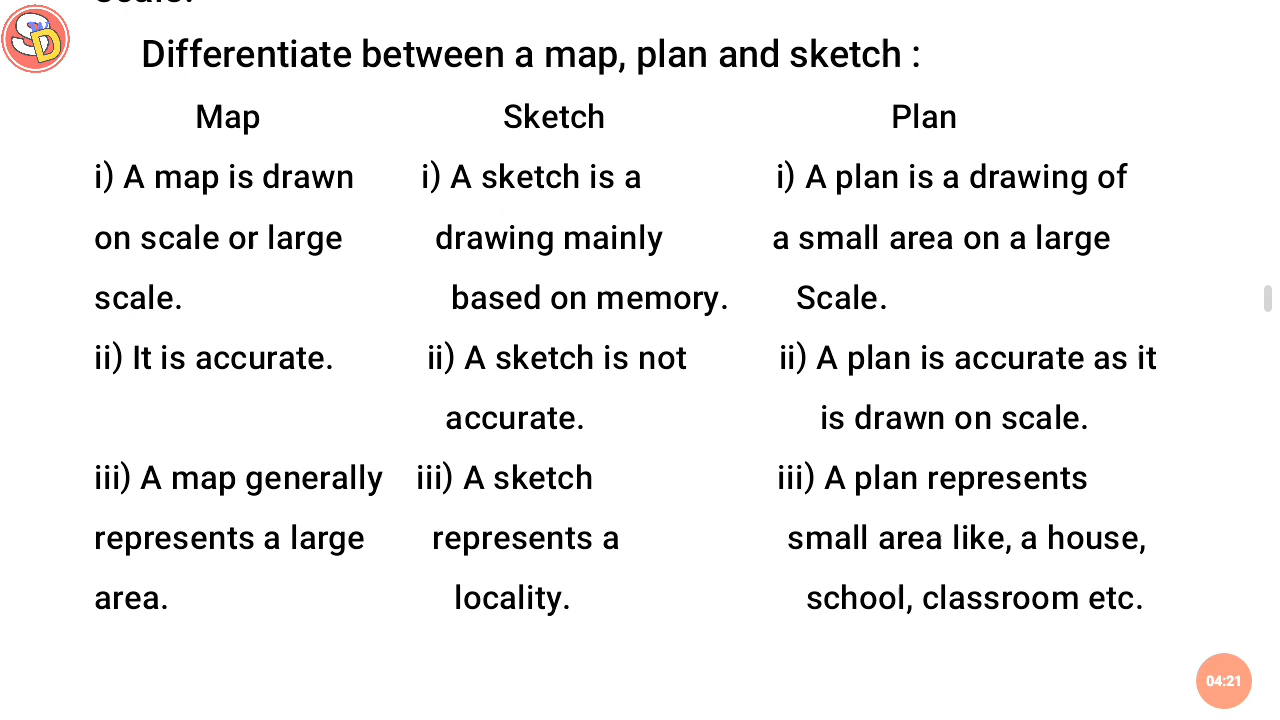 SD
Differentiate between a map, plan and sketch :
Map Sketch Plan
i) A map is drawn i) A sketch is a i) A plan is a drawing of
on scale or large drawing mainly a small area on a large
scale. based on memory. Scale.
ii) It is accurate. ii) A sketch is not ii) A plan is accurate as it
accurate. is drawn on scale.
iii) A map generally iii) A sketch iii) A plan represents
represents a large represents a small area like, a house,
area. locality. school, classroom etc.
04:21